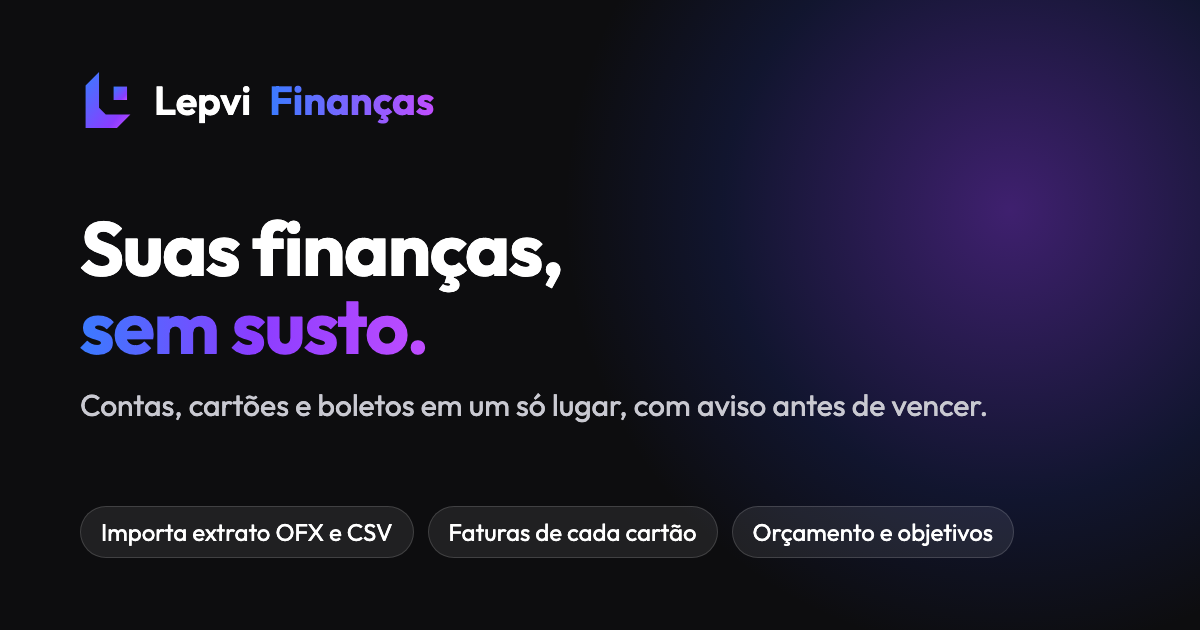 Lepvi Finanças
Suas finanças,
sem susto.
Contas, cartões e boletos em um só lugar, com aviso antes de vencer.
Importa extrato OFX e CSV
Faturas de cada cartão
Orçamento e objetivos